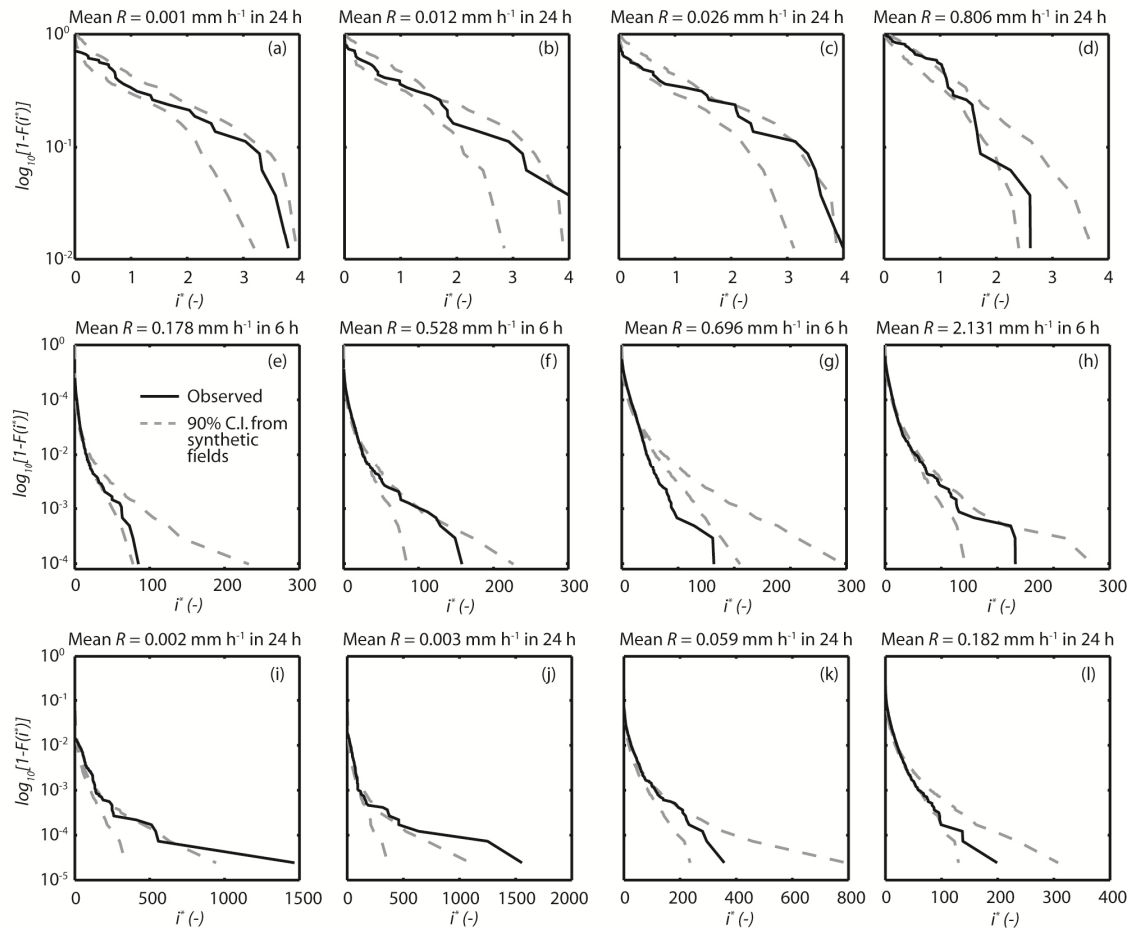 Mean R = 0.001 mm h-1 in 24 h
Mean R = 0.012 mm h-1 in 24 h
Mean R = 0.026 mm h-1 in 24 h
Mean R = 0.806 mm h-1 in 24 h
(a)
(b)
(c)
(d)
log10[1-F(i*)]
100
10-1
10-2
0 1 2 3 4
0 1 2 3 4
0 1 2 3 4
0 1 2 3 4
i* (-)
i* (-)
i* (-)
i* (-)
Mean R = 0.178 mm h-1 in 6 h
Mean R = 0.528 mm h-1 in 6 h
Mean R = 0.696 mm h-1 in 6 h
Mean R = 2.131 mm h-1 in 6 h
(e)
(f)
(g)
(h)
Observed
90% C.I. from
synthetic
fields
log10[1-F(i*)]
100
10-4
10-2
10-3
10-4
0 100 200 300
0 100 200 300
0 100 200 300
0 100 200 300
i* (-)
i* (-)
i* (-)
i* (-)
Mean R = 0.002 mm h-1 in 24 h
Mean R = 0.003 mm h-1 in 24 h
Mean R = 0.059 mm h-1 in 24 h
Mean R = 0.182 mm h-1 in 24 h
(i)
(j)
(k)
(l)
log10[1-F(i*)]
100
10-1
10-2
10-3
10-4
10-5
0 500 1000 1500
0 500 1000 1500 2000
0 200 400 600 800
0 100 200 300 400
i* (-)
i* (-)
i* (-)
i* (-)